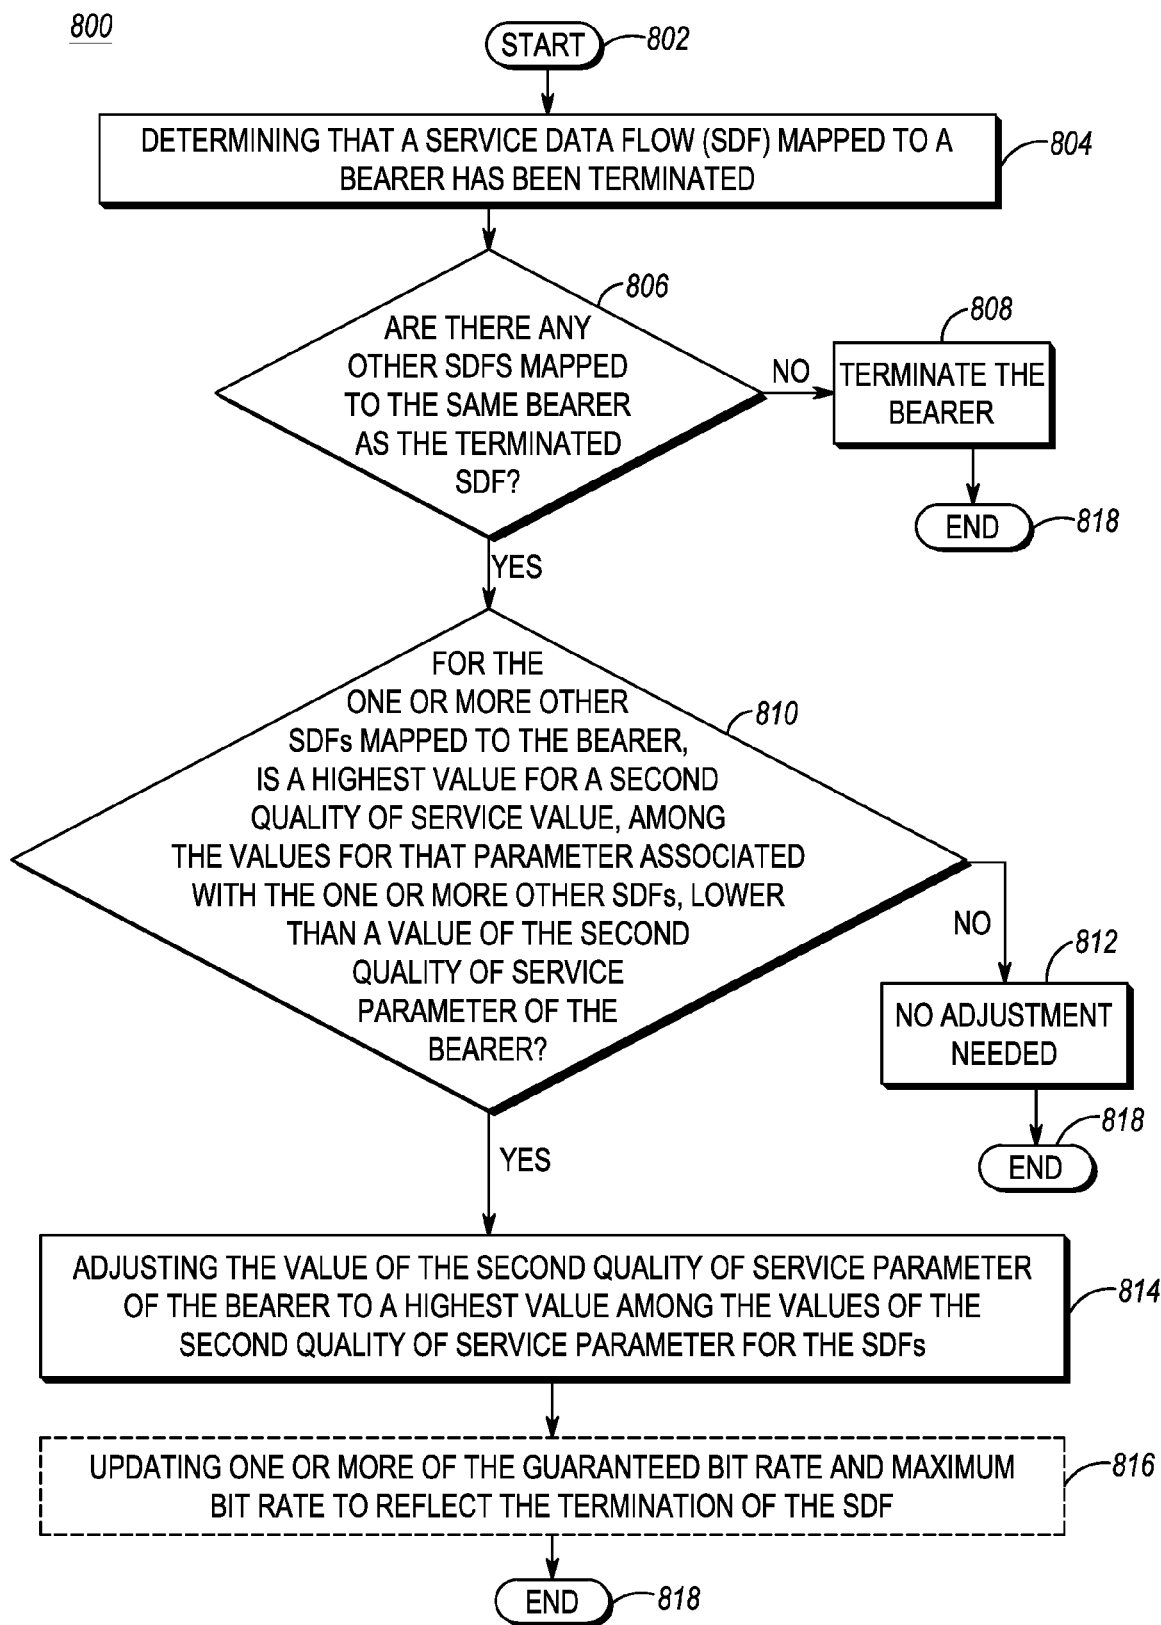 800
START
802
DETERMINING THAT A SERVICE DATA FLOW (SDF) MAPPED TO A
BEARER HAS BEEN TERMINATED
804
806
ARE THERE ANY
OTHER SDFS MAPPED
TO THE SAME BEARER
AS THE TERMINATED
SDF?
NO
808
TERMINATE THE
BEARER
END
818
YES
FOR THE
ONE OR MORE OTHER
SDFs MAPPED TO THE BEARER,
IS A HIGHEST VALUE FOR A SECOND
QUALITY OF SERVICE VALUE, AMONG
THE VALUES FOR THAT PARAMETER ASSOCIATED
WITH THE ONE OR MORE OTHER SDFs, LOWER
THAN A VALUE OF THE SECOND
QUALITY OF SERVICE
PARAMETER OF THE
BEARER?
810
NO
812
NO ADJUSTMENT
NEEDED
818
END
YES
ADJUSTING THE VALUE OF THE SECOND QUALITY OF SERVICE PARAMETER
OF THE BEARER TO A HIGHEST VALUE AMONG THE VALUES OF THE
SECOND QUALITY OF SERVICE PARAMETER FOR THE SDFs
814
UPDATING ONE OR MORE OF THE GUARANTEED BIT RATE AND MAXIMUM
BIT RATE TO REFLECT THE TERMINATION OF THE SDF
816
END
818